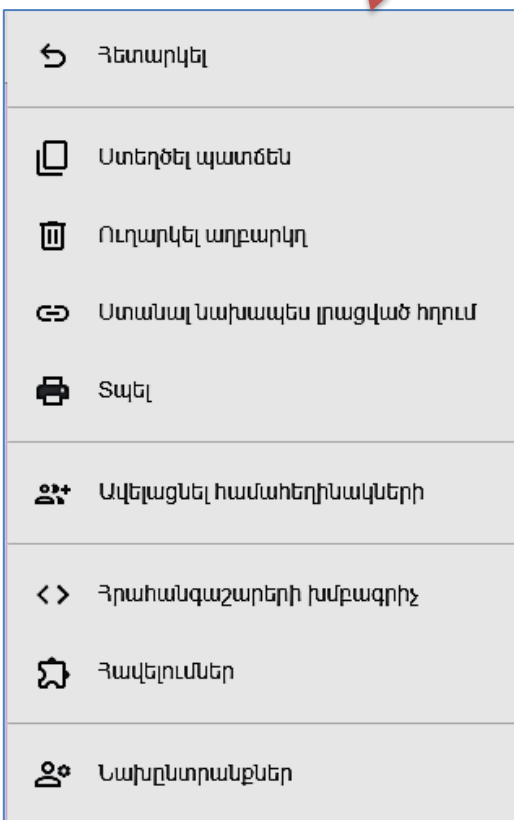 Հետարկել
Ստեղծել պատճեն
Ուղարկել աղբարկղ
Ստանալ նախապես լրացված հղում
Տպել
Ավելացնել համահեղինակների
Հրահանգաշարերի խմբագրիչ
Հավելումներ
Նախընտրանքներ